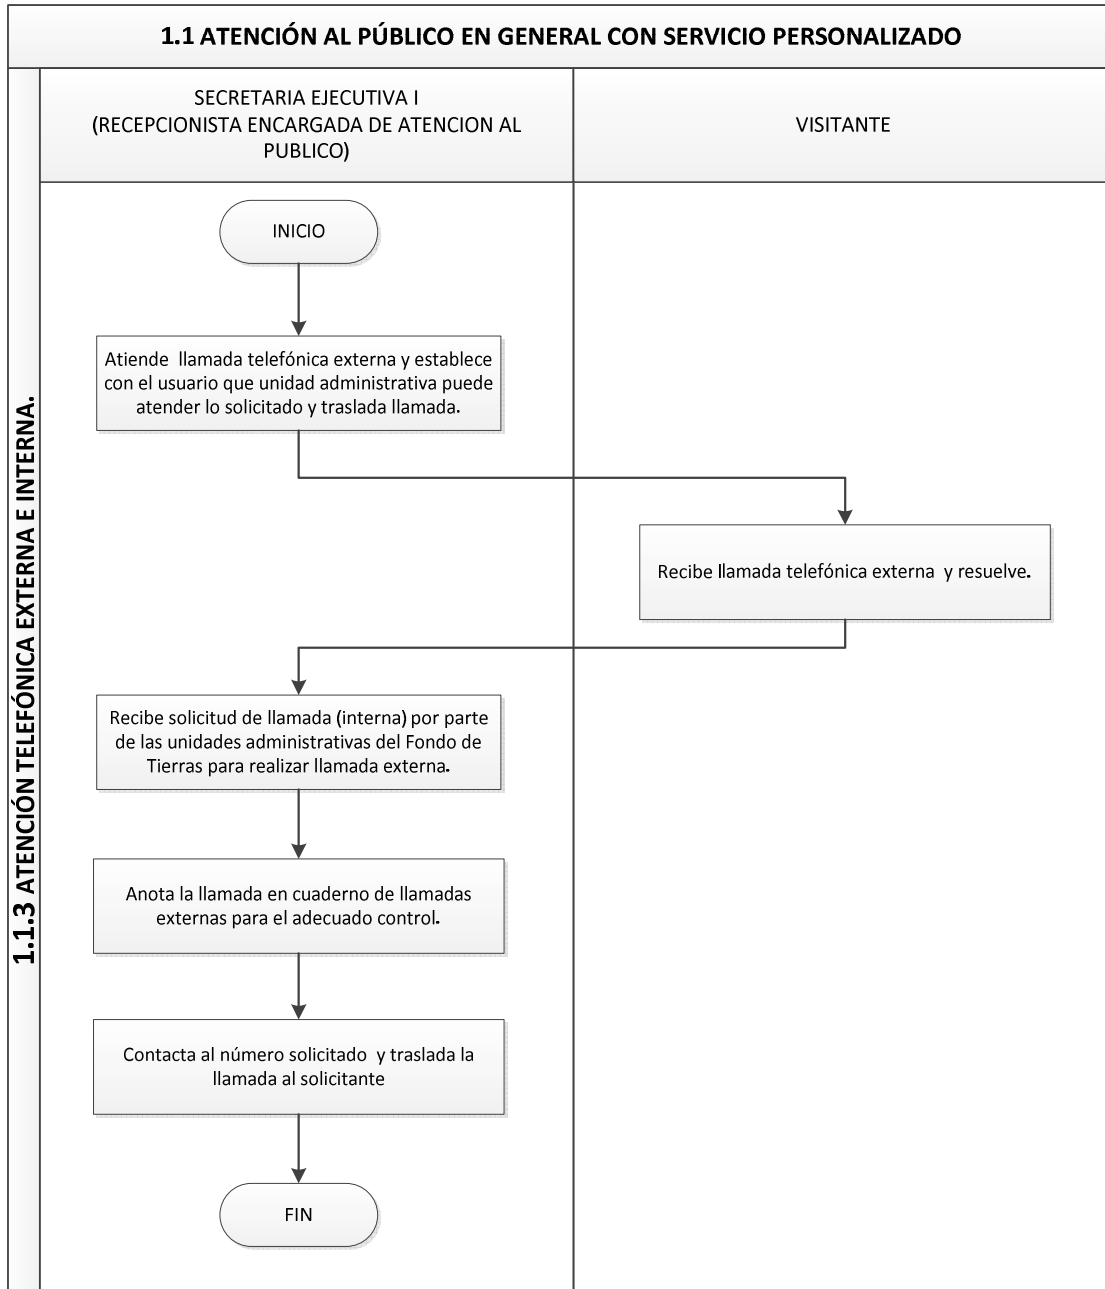 1.1 ATENCIÓN AL PÚBLICO EN GENERAL CON SERVICIO PERSONALIZADO
1.1.3 ATENCIÓN TELEFÓNICA EXTERNA E INTERNA.
SECRETARIA EJECUTIVA I
(RECEPCIONISTA ENCARGADA DE ATENCION AL
PUBLICO)
VISITANTE
INICIO
Atiende llamada telefónica externa y establece
con el usuario que unidad administrativa puede
atender lo solicitado y traslada llamada.
Recibe llamada telefónica externa y resuelve.
Recibe solicitud de llamada (interna) por parte
de las unidades administrativas del Fondo de
Tierras para realizar llamada externa.
Anota la llamada en cuaderno de llamadas
externas para el adecuado control.
Contacta al número solicitado y traslada la
llamada al solicitante
FIN